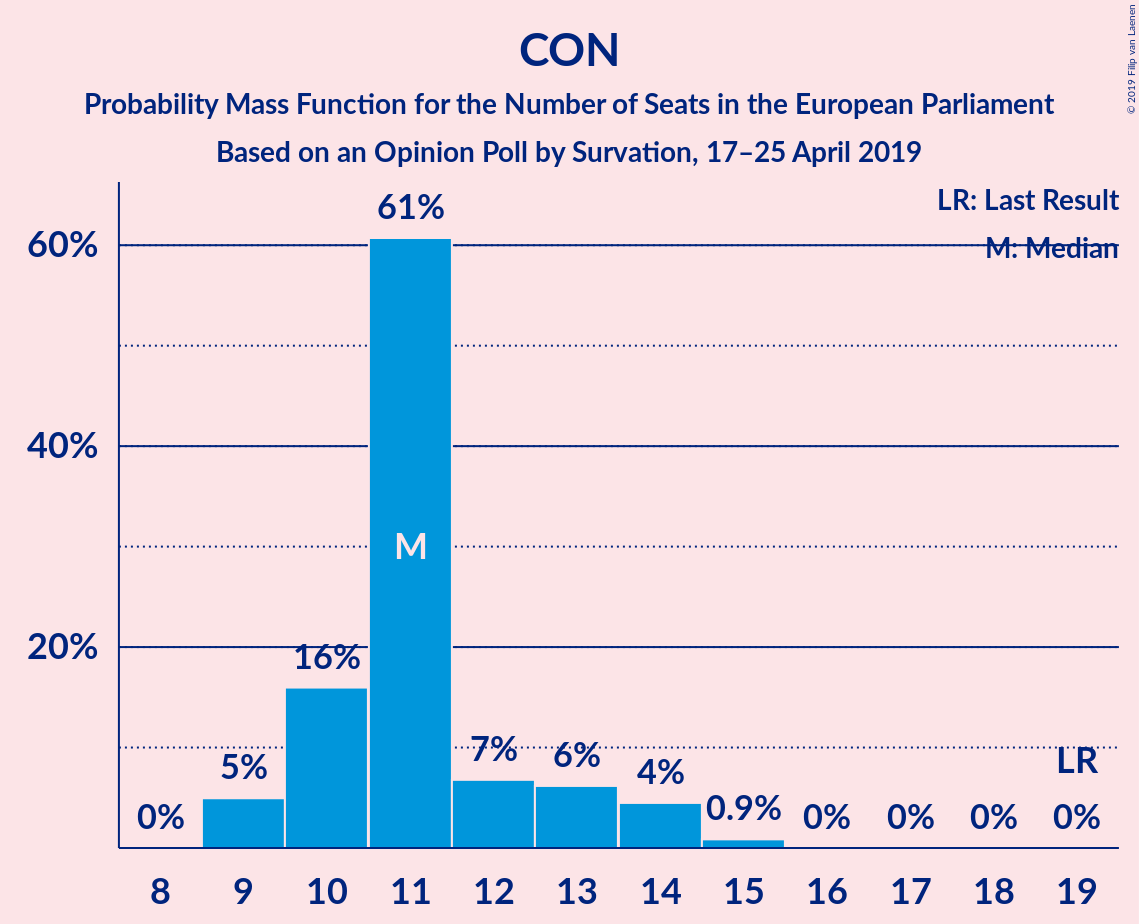 CON
Probability Mass Function for the Number of Seats in the European Parliament
Based on an Opinion Poll by Survation, 17–25 April 2019
© 2019 Filip van Laenen
LR: Last Result
M: Median
60%
40%
20%
0%
5%
16%
61%
M
7%
6%
4%
0.9%
0%
0%
0%
LR
0%
8 9 10 11 12 13 14 15 16 17 18 19